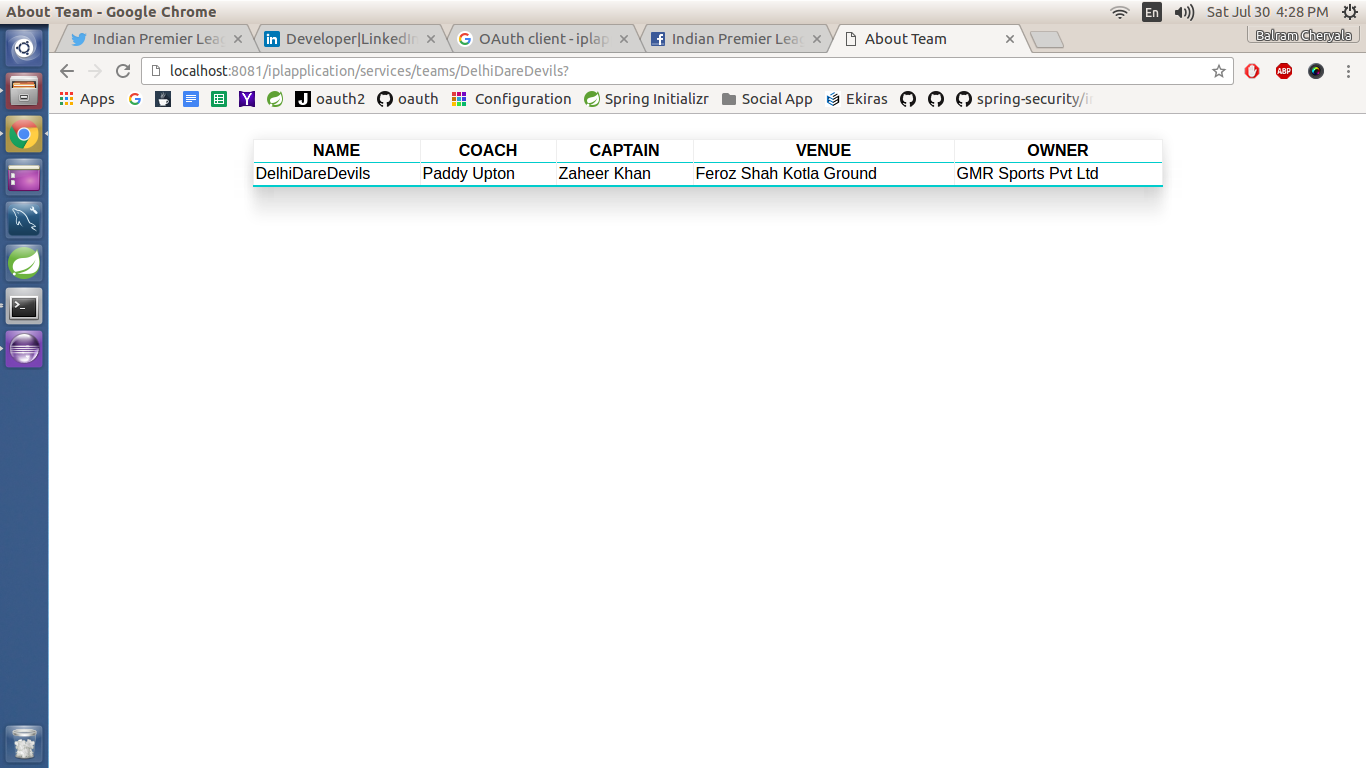 About Team - Google Chrome
En
Sat Jul 30 4:28 PM
Indian Premier Lea
Developer|LinkedIn
OAuth client - iplap
Indian Premier Lea
About Team
Balram Cheryala
localhost:8081/iplapplication/services/teams/DelhiDareDevils?
ABP
Apps
oauth2
oauth
Configuration
Spring Initializr
Social App
Ekiras
spring-security/
NAME COACH CAPTAIN VENUE OWNER
DelhiDareDevils Paddy Upton Zaheer Khan Feroz Shah Kotla Ground GMR Sports Pvt Ltd